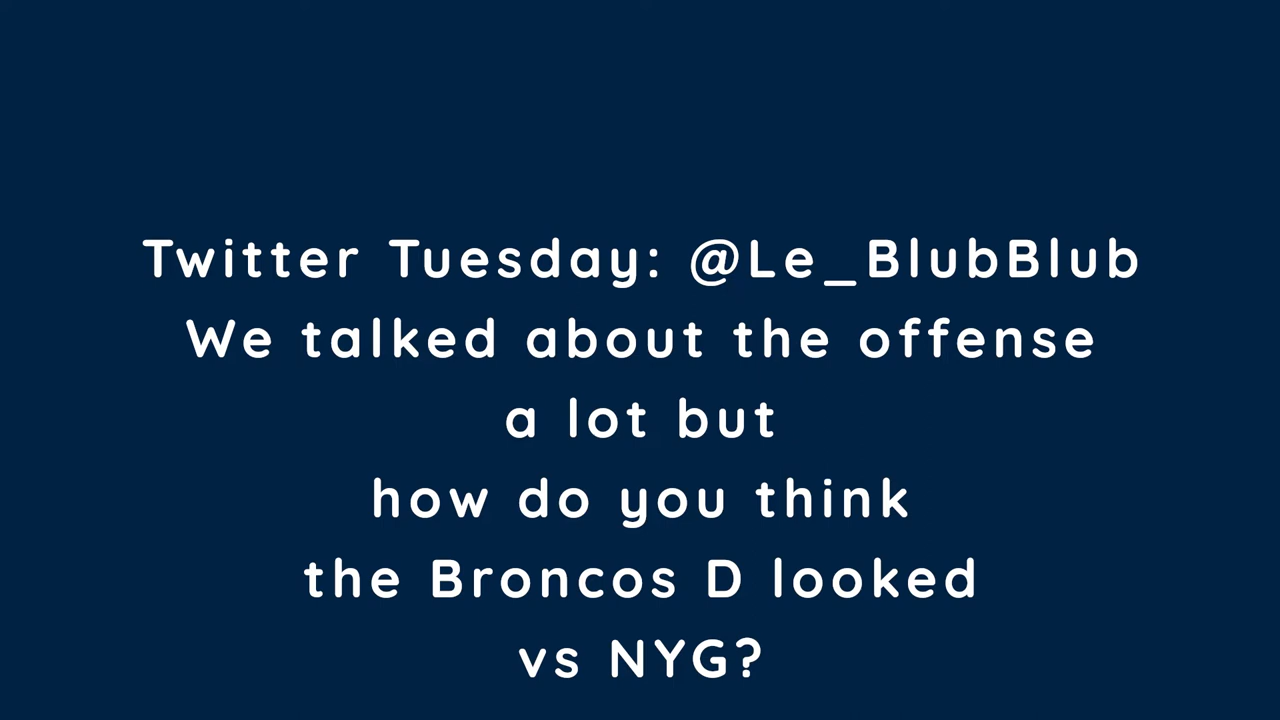 Twitter Tuesday: @Le_BlubBlub
We talked about the offense
a lot but
how do you think
the Broncos D looked
vs NYG?